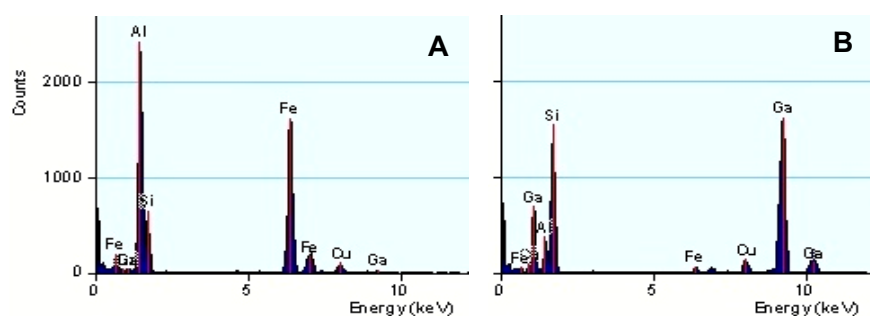 Al
A
B
Counts
2000
Fe
Si
Ga
1000
Si
Ga
Fe
Ga
Fe
Cu
Ga
Al
Fe
Fe
Cu
Ga
0
0
5
10
0
5
10
Energy (keV)
Energy (keV)